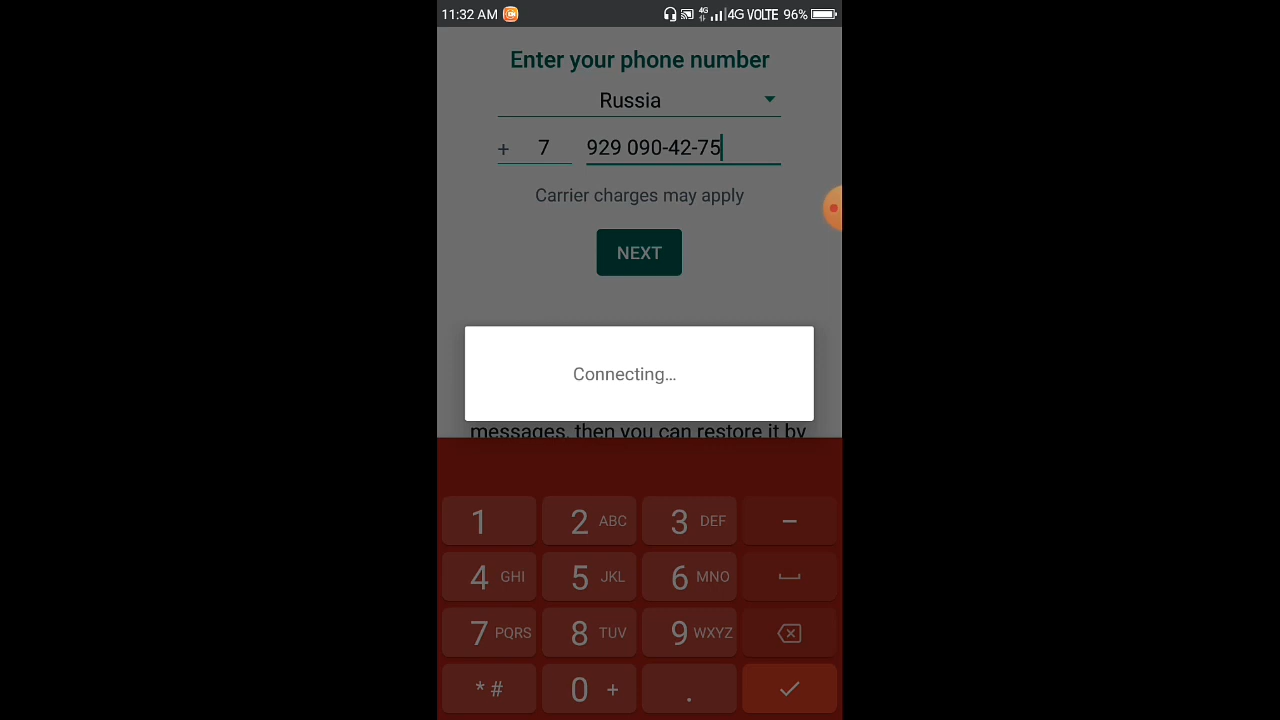 11:32 AM 4G 4G VOLTE 96%
Enter your phone number
Russia
+ 7 929 090-42-75
Carrier charges may apply
NEXT
Connecting...
messages, then you can restore it by
1 2 ABC 3 DEF –
4 GHI 5 JKL 6 MNO
7 PQRS 8 TUV 9 WXYZ
* # 0 + .